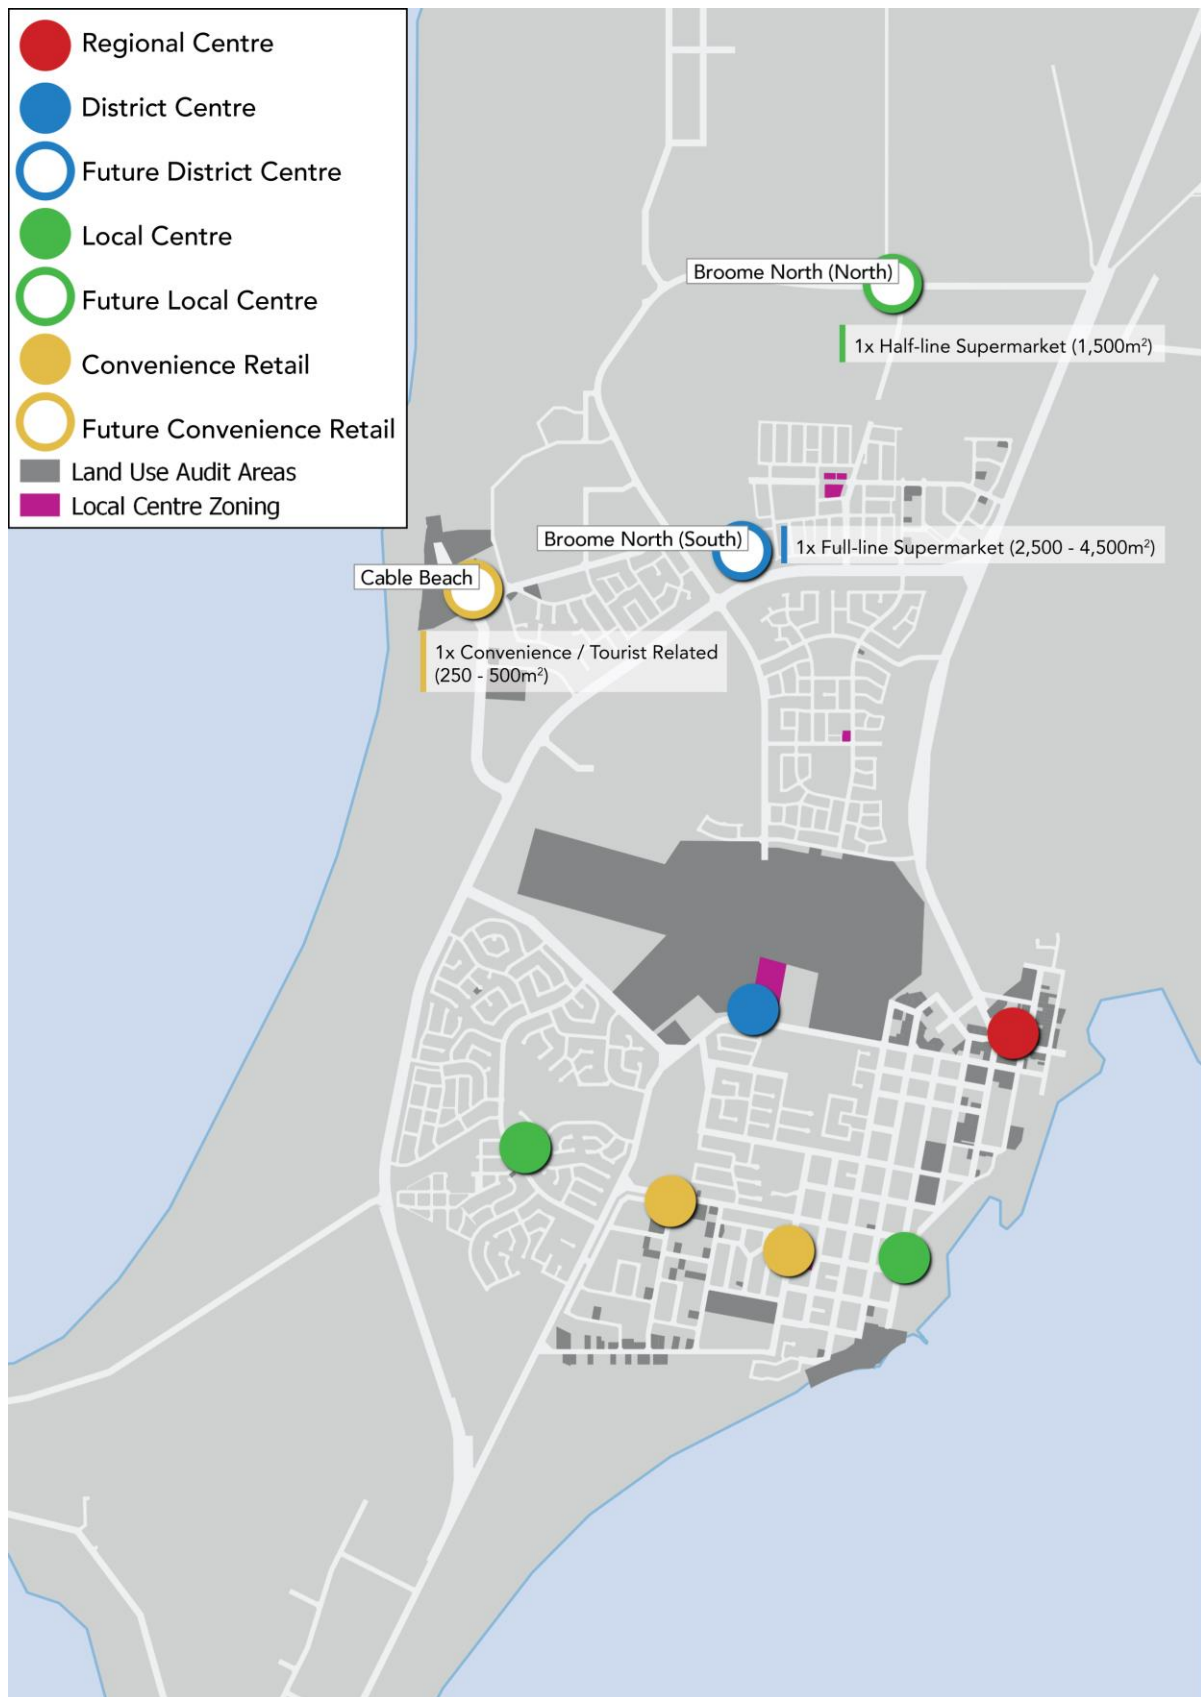 Regional Centre
District Centre
Future District Centre
Local Centre
Future Local Centre
Convenience Retail
Future Convenience Retail
Land Use Audit Areas
Local Centre Zoning
Broome North (North)
1x Half-line Supermarket (1,500m²)
Broome North (South)
1x Full-line Supermarket (2,500 - 4,500m²)
Cable Beach
1x Convenience / Tourist Related
(250 - 500m²)